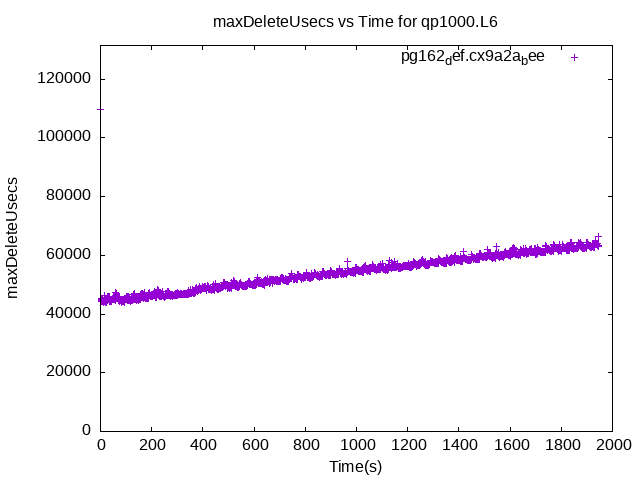 maxDeleteUsecs vs Time for qp1000.L6
pg162def.cx9a2abee
maxDeleteUsecs
120000
100000
80000
60000
40000
20000
0
0 200 400 600 800 1000 1200 1400 1600 1800 2000
Time(s)